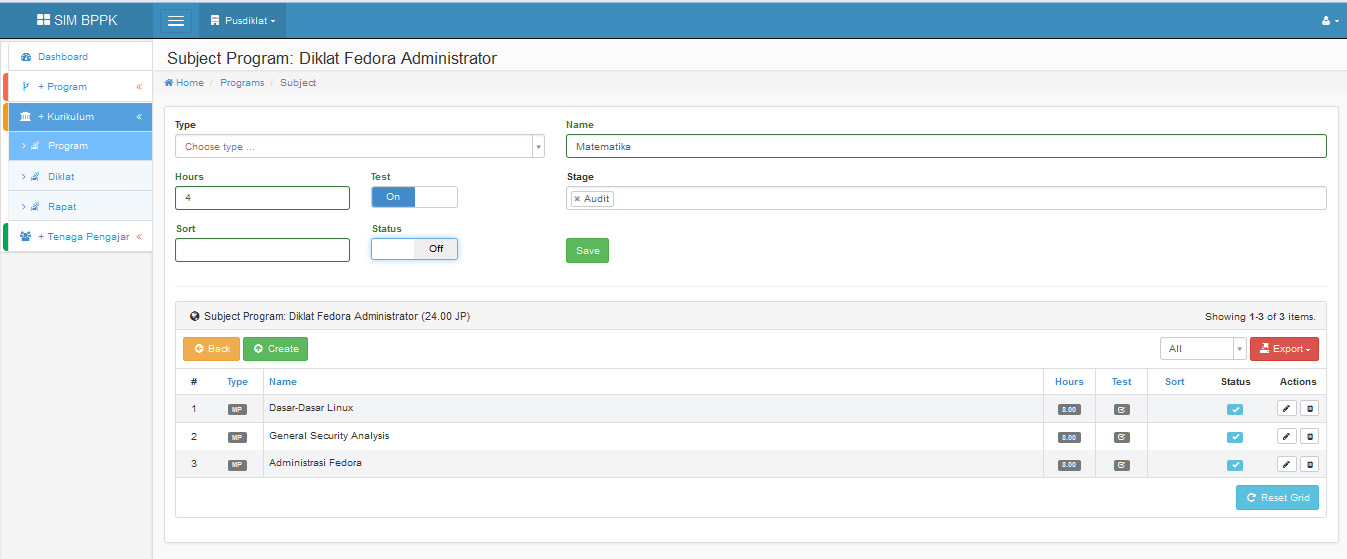 SIM BPPK Pusdiklat
Dashboard
+ Program «
+ Kurikulum «
> Program
> Diklat
> Rapat
+ Tenaga Pengajar «
Subject Program: Diklat Fedora Administrator
Home / Programs / Subject
Type Name
Choose type ... Matematika
Hours Test Stage
4 On × Audit
Sort Status
Off Save
Subject Program: Diklat Fedora Administrator (24.00 JP) Showing 1-3 of 3 items.
Back Create All Export
# Type Name Hours Test Sort Status Actions
1 MP Dasar-Dasar Linux 8.00
2 MP General Security Analysis 8.00
3 MP Administrasi Fedora 8.00
Reset Grid